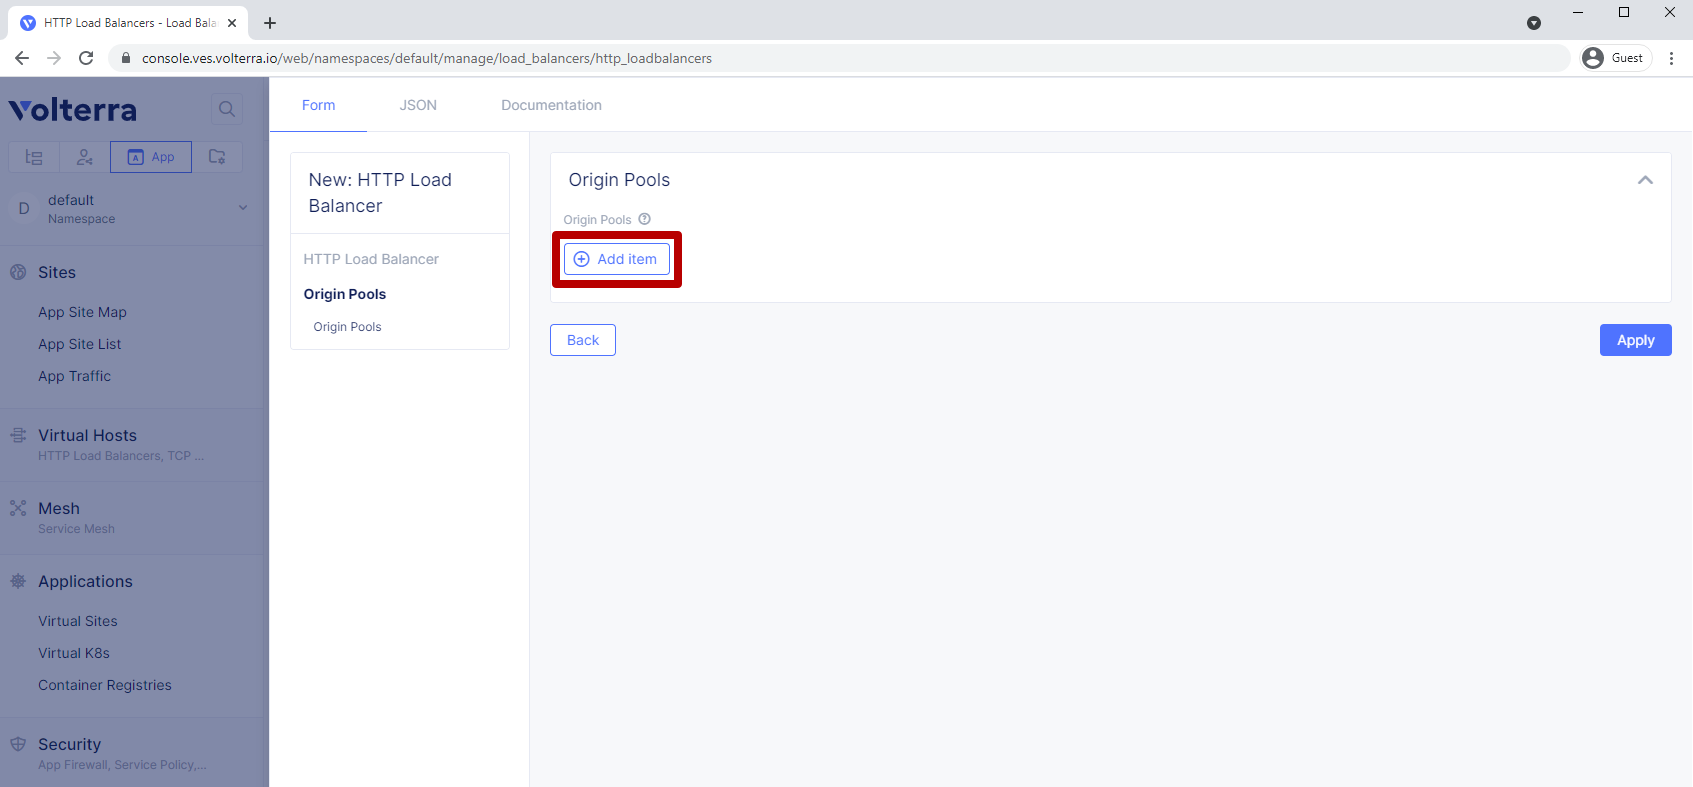 HTTP Load Balancers - Load Bala
console.ves.volterra.io/web/namespaces/default/manage/load_balancers/http_loadbalancers
Guest
Volterra
App
D
default
Namespace
Sites
App Site Map
App Site List
App Traffic
Virtual Hosts
HTTP Load Balancers, TCP ...
Mesh
Service Mesh
Applications
Virtual Sites
Virtual K8s
Container Registries
Security
App Firewall, Service Policy,...
Form
JSON
Documentation
New: HTTP Load
Balancer
HTTP Load Balancer
Origin Pools
Origin Pools
Origin Pools
Origin Pools
Add item
Back
Apply